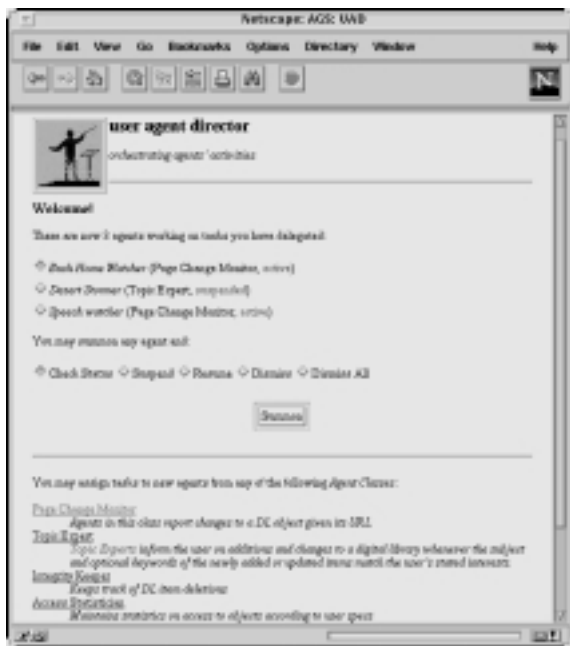 Netscape: AGS: UAD
File Edit View Go Bookmarks Options Directory Window Help
N
user agent director
orchestrating agents' activities
Welcome!
There are now 3 agents working on tasks you have delegated:
Home Watcher (Page Change Monitor, active)
Desert (Topic Expert, suspended)
Speech watcher (Page Change Monitor, active)
You may summon any agent and:
Check Status Suspend Resume Dismiss Dismiss All
Summon
You may assign tasks to new agents from any of the following Agent Classes:
Page Change Monitor
Agents in this class report changes to a DL object given its URL
Topic Expert
Topic Experts inform the user on additions and changes to a digital library whenever the subject
and optional keywords of the newly added or updated items match the user's stated interests
Integrity Keeper
Keeps track of DL item deletions
Access Statistician
Maintains statistics on access to objects according to user specs